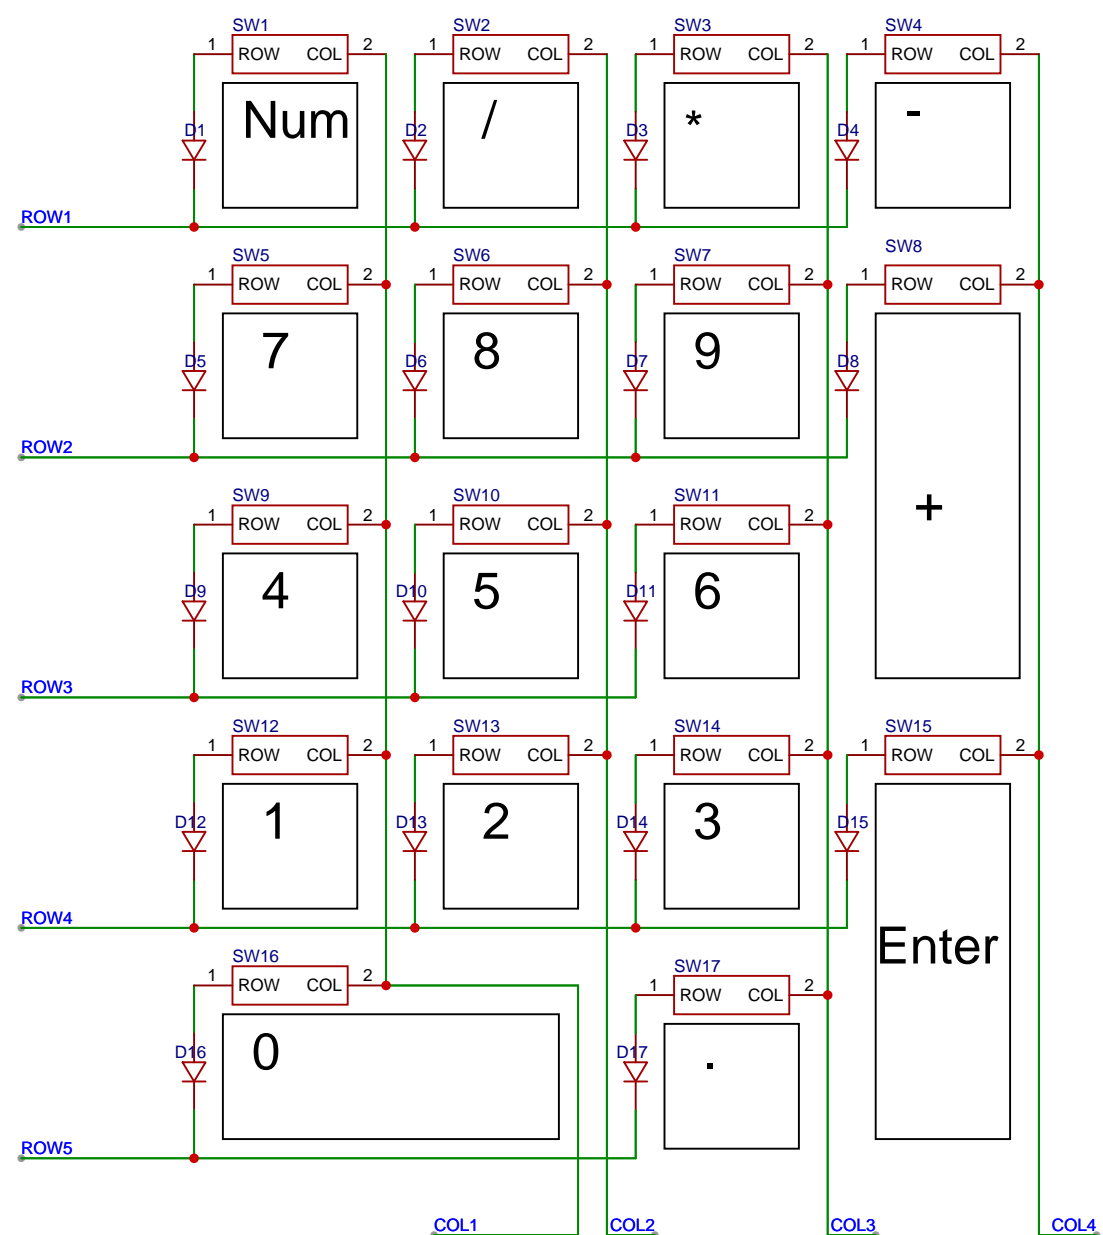 SW1 SW2 SW3 SW4
1 ROW COL 2 1 ROW COL 2 1 ROW COL 2 1 ROW COL 2
Num / * -
D1 D2 D3 D4
ROW1
SW5 SW6 SW7 SW8
1 ROW COL 2 1 ROW COL 2 1 ROW COL 2 1 ROW COL 2
7 8 9
D5 D6 D7 D8
ROW2
SW9 SW10 SW11
+
1 ROW COL 2 1 ROW COL 2 1 ROW COL 2
4 5 6
D9 D10 D11
ROW3
SW12 SW13 SW14 SW15
1 ROW COL 2 1 ROW COL 2 1 ROW COL 2 1 ROW COL 2
1 2 3
D12 D13 D14 D15
ROW4
Enter
SW16 SW17
1 ROW COL 2 1 ROW COL 2
0 .
D16 D17
ROW5
COL1 COL2 COL3 COL4